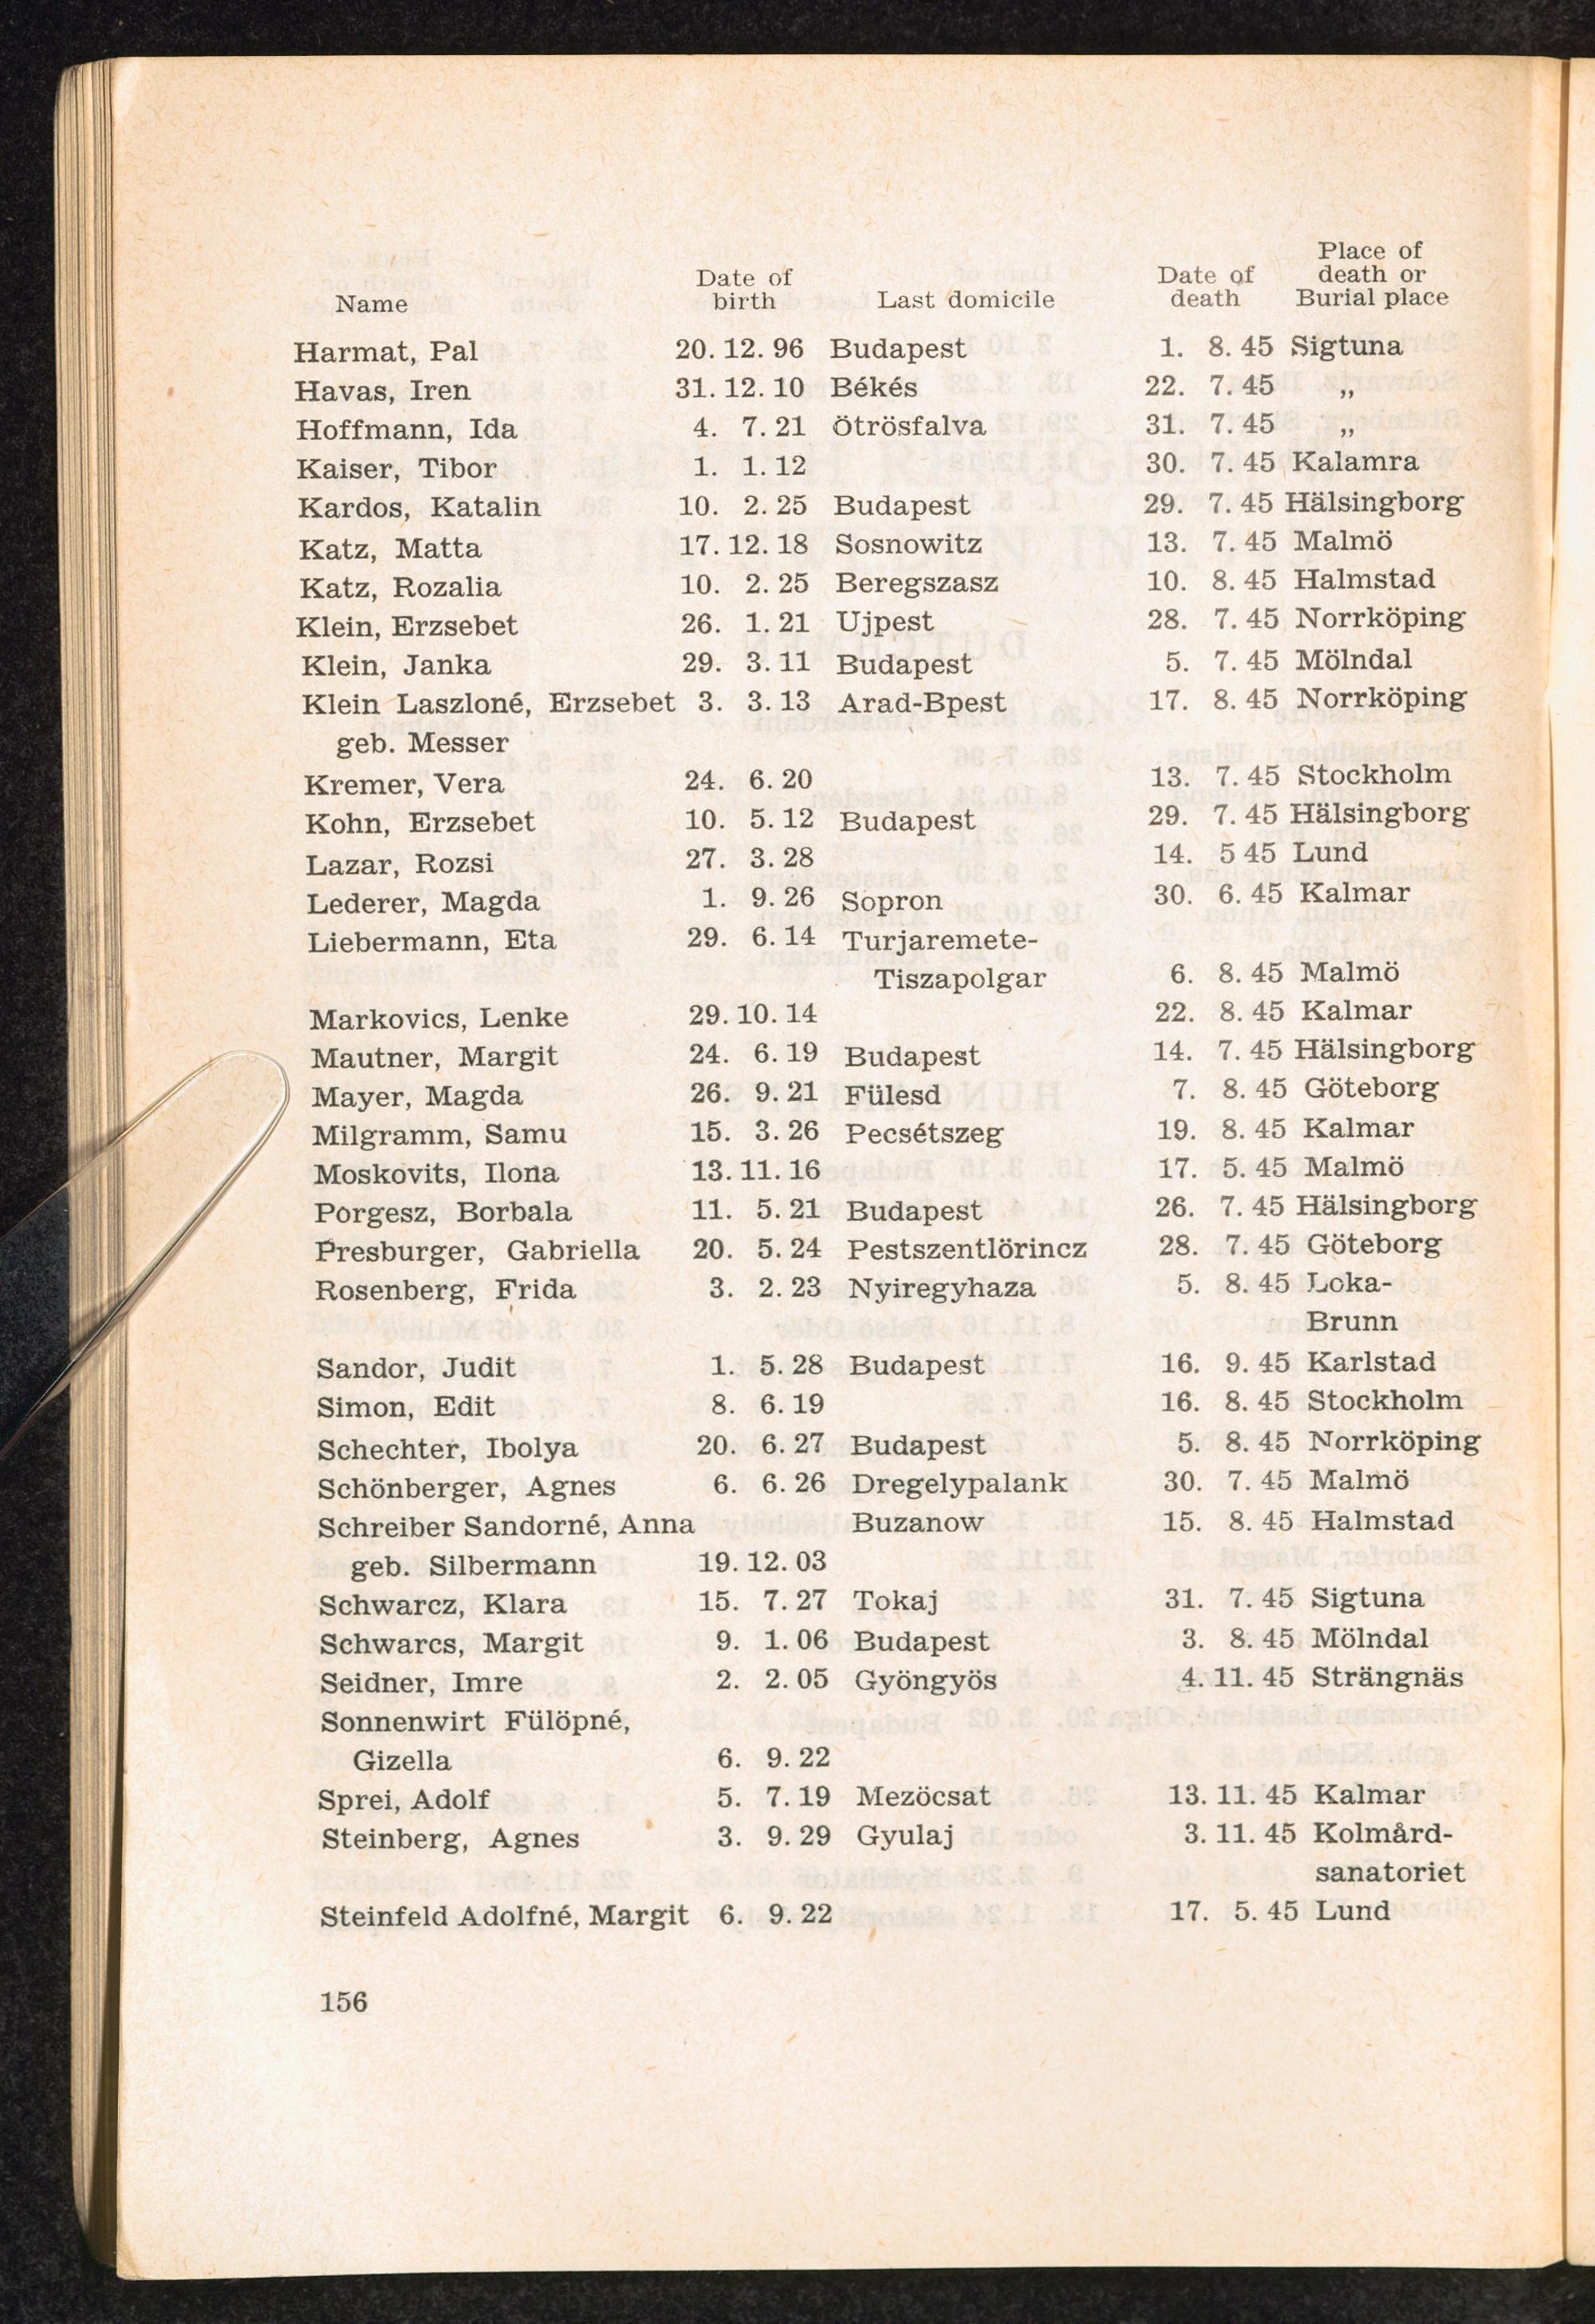 Name Date of birth Last domicile Date of death Place of death or Burial place
Harmat, Pal 20. 12. 96 Budapest 1. 8. 45 Sigtuna
Havas, Iren 31. 12. 10 Békés 22. 7. 45 „
Hoffmann, Ida 4. 7. 21 Ötrösfalva 31. 7. 45 „
Kaiser, Tibor 1. 1. 12 30. 7. 45 Kalamra
Kardos, Katalin 10. 2. 25 Budapest 29. 7. 45 Hälsingborg
Katz, Matta 17. 12. 18 Sosnowitz 13. 7. 45 Malmö
Katz, Rozalia 10. 2. 25 Beregszasz 10. 8. 45 Halmstad
Klein, Erzsebet 26. 1. 21 Ujpest 28. 7. 45 Norrköping
Klein, Janka 29. 3. 11 Budapest 5. 7. 45 Mölndal
Klein Laszloné, Erzsebet 3. 3. 13 Arad-Bpest 17. 8. 45 Norrköping
geb. Messer
Kremer, Vera 24. 6. 20 13. 7. 45 Stockholm
Kohn, Erzsebet 10. 5. 12 Budapest 29. 7. 45 Hälsingborg
Lazar, Rozsi 27. 3. 28 14. 5 45 Lund
Lederer, Magda 1. 9. 26 Sopron 30. 6. 45 Kalmar
Liebermann, Eta 29. 6. 14 Turjaremete-
Tiszapolgar 6. 8. 45 Malmö
Markovics, Lenke 29. 10. 14 22. 8. 45 Kalmar
Mautner, Margit 24. 6. 19 Budapest 14. 7. 45 Hälsingborg
Mayer, Magda 26. 9. 21 Fülesd 7. 8. 45 Göteborg
Milgramm, Samu 15. 3. 26 Pecsétszeg 19. 8. 45 Kalmar
Moskovits, Ilona 13. 11. 16 17. 5. 45 Malmö
Porgesz, Borbala 11. 5. 21 Budapest 26. 7. 45 Hälsingborg
Presburger, Gabriella 20. 5. 24 Pestszentlörincz 28. 7. 45 Göteborg
Rosenberg, Frida 3. 2. 23 Nyiregyhaza 5. 8. 45 Loka-
Brunn
Sandor, Judit 1. 5. 28 Budapest 16. 9. 45 Karlstad
Simon, Edit 8. 6. 19 16. 8. 45 Stockholm
Schechter, Ibolya 20. 6. 27 Budapest 5. 8. 45 Norrköping
Schönberger, Agnes 6. 6. 26 Dregelypalank 30. 7. 45 Malmö
Schreiber Sandorné, Anna Buzanow 15. 8. 45 Halmstad
geb. Silbermann 19. 12. 03
Schwarcz, Klara 15. 7. 27 Tokaj 31. 7. 45 Sigtuna
Schwarcs, Margit 9. 1. 06 Budapest 3. 8. 45 Mölndal
Seidner, Imre 2. 2. 05 Gyöngyös 4. 11. 45 Strängnäs
Sonnenwirt Fülöpné,
Gizella 6. 9. 22
Sprei, Adolf 5. 7. 19 Mezöcsat 13. 11. 45 Kalmar
Steinberg, Agnes 3. 9. 29 Gyulaj 3. 11. 45 Kolmård-
sanatoriet
Steinfeld Adolfné, Margit 6. 9. 22 17. 5. 45 Lund
156